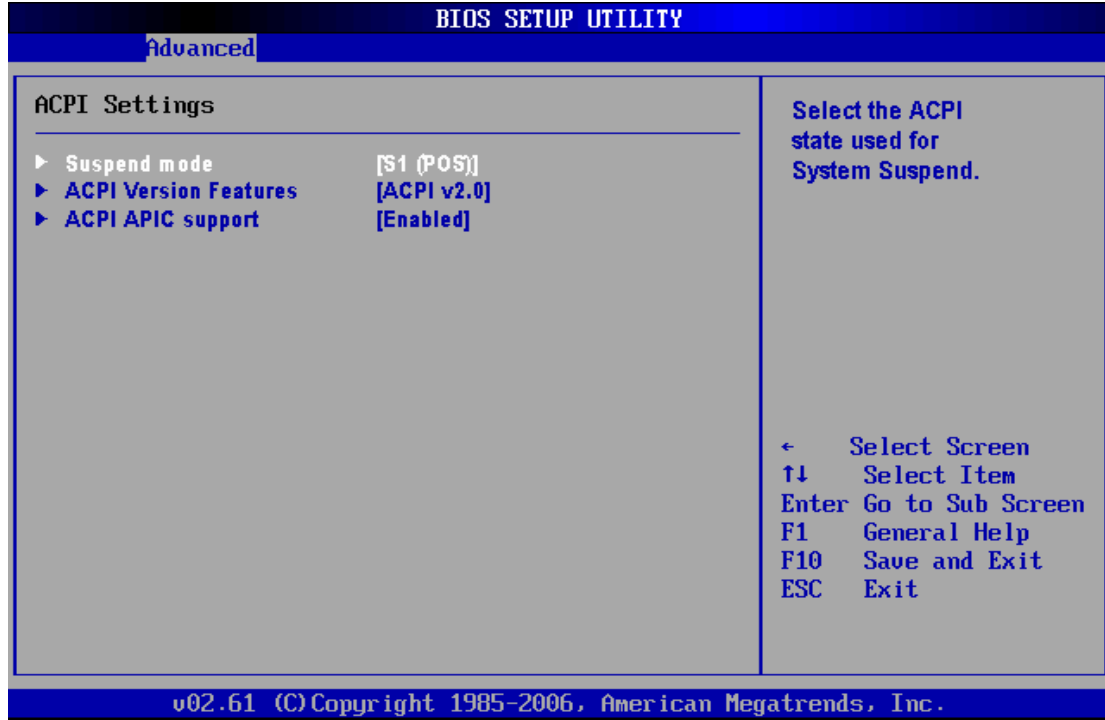 BIOS SETUP UTILITY
Advanced
ACPI Settings
▶ Suspend mode [S1 (POS)]
▶ ACPI Version Features [ACPI v2.0]
▶ ACPI APIC support [Enabled]
Select the ACPI
state used for
System Suspend.
← Select Screen
↑↓ Select Item
Enter Go to Sub Screen
F1 General Help
F10 Save and Exit
ESC Exit
v02.61 (C)Copyright 1985-2006, American Megatrends, Inc.